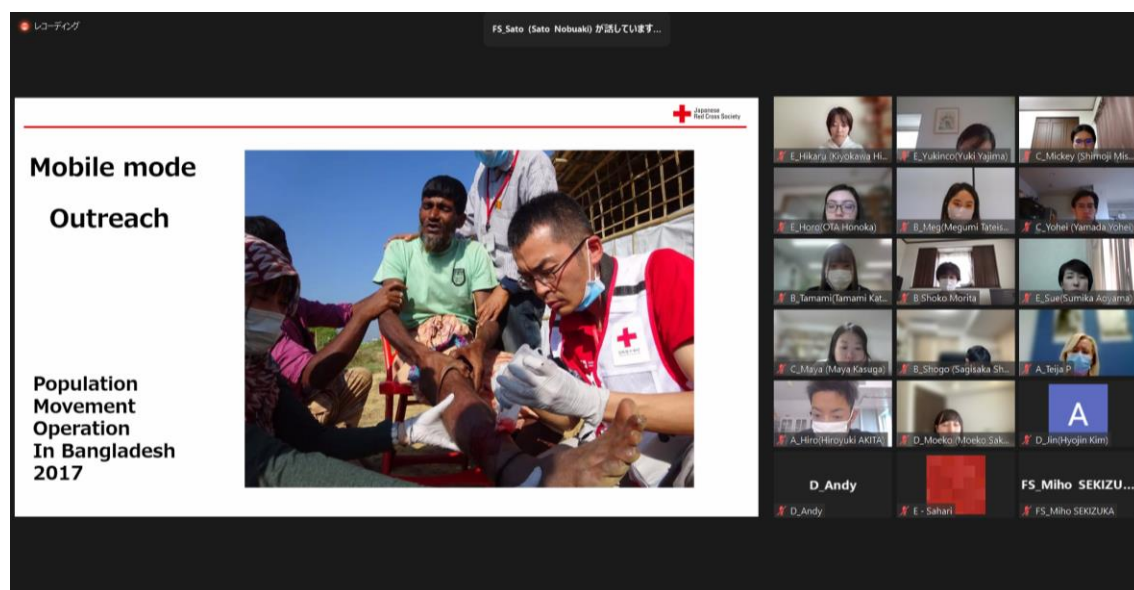 レコーディング
FS_Sato (Sato Nobuaki) が話しています...
Japanese
Red Cross Society
Mobile mode
Outreach
Population
Movement
Operation
In Bangladesh
2017
E_Hikaru (Kiyokawa Hi...
E_Yukinco(Yuki Yajima)
C_Mickey (Shimoji Mis...
E_Horo(OTA Honoka)
B_Meg(Megumi Tateis...
C_Yohei (Yamada Yohei)
B_Tamami(Tamami Kat...
B Shoko Morita
E_Sue(Sumika Aoyama)
C_Maya (Maya Kasuga)
B_Shogo (Sagisaka Sh...
A_Teija P
A_Hiro(Hiroyuki AKITA)
D_Moeko (Moeko Sak...
A
D_Jin(Hyojin Kim)
D_Andy
D_Andy
E - Sahari
FS_Miho SEKIZU...
FS_Miho SEKIZUKA